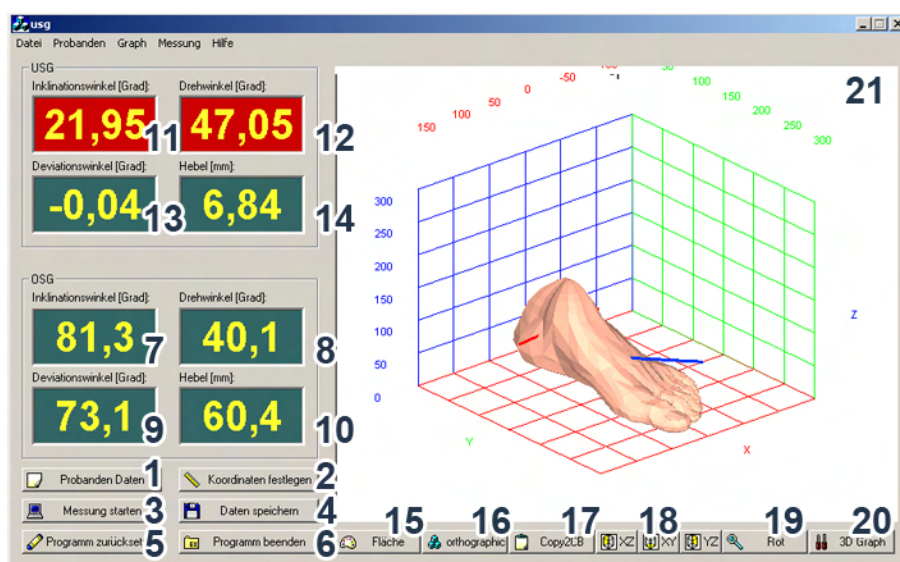 usg
Datei Probanden Graph Messung Hilfe
USG
Inklinationswinkel [Grad]: Drehwinkel [Grad]:
21,95 11 47,05 12
Deviationswinkel [Grad]: Hebel [mm]:
-0,04 13 6,84 14
OSG
Inklinationswinkel [Grad]: Drehwinkel [Grad]:
81,3 7 40,1 8
Deviationswinkel [Grad]: Hebel [mm]:
73,1 9 60,4 10
Probanden Daten 1 Koordinaten festlegen 2
Messung starten 3 Daten speichern 4
Programm zurückset 5 Programm beenden 6
21
150 100 50 0 -50
50 100 150 200 250 300
300
250
200
150
100
50
0
Z
Y
X
15 16 17 18 19 20
Fläche orthographic Copy2CB XZ XY YZ Rot 3D Graph